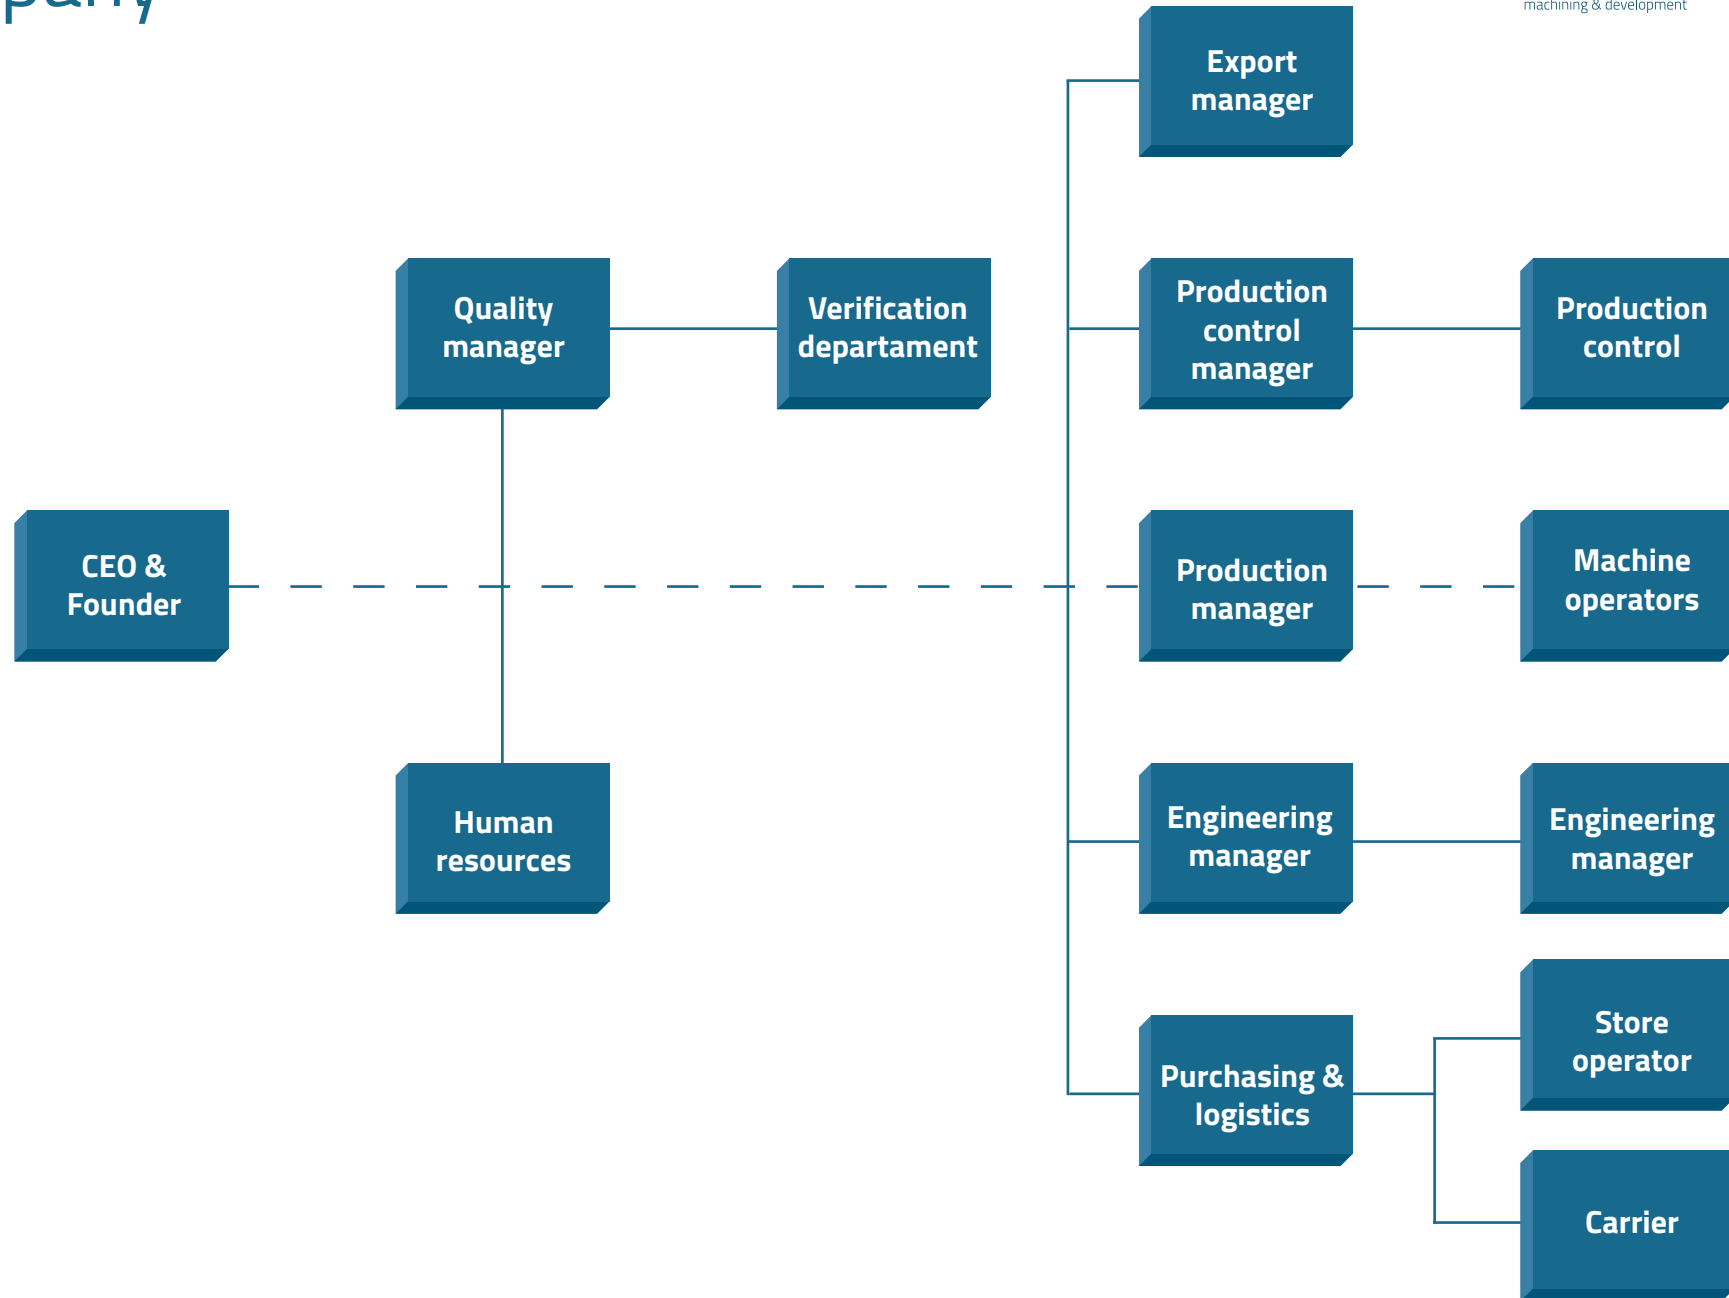 pany
machining & development
Export
manager
Quality
manager
Verification
departament
Production
control
manager
Production
control
CEO &
Founder
Production
manager
Machine
operators
Human
resources
Engineering
manager
Engineering
manager
Purchasing &
logistics
Store
operator
Carrier